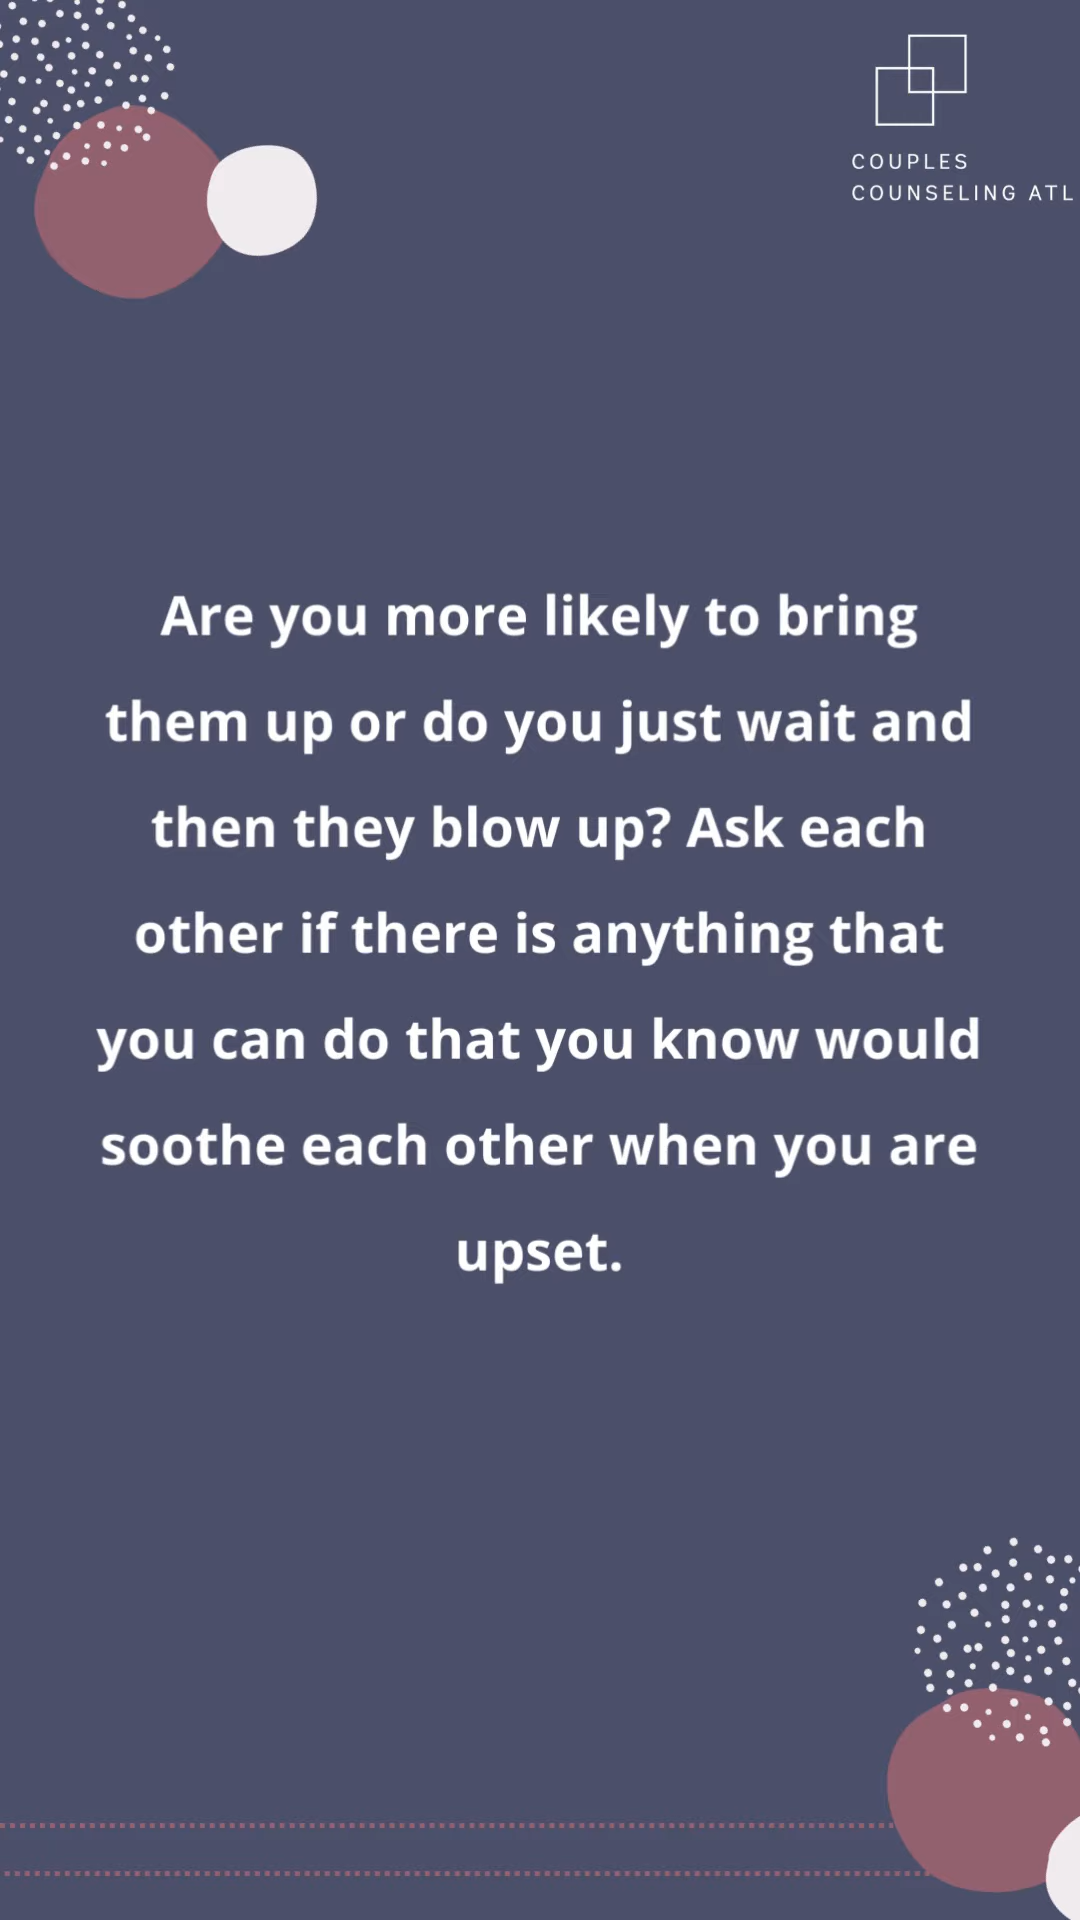 COUPLES
COUNSELING ATL
Are you more likely to bring
them up or do you just wait and
then they blow up? Ask each
other if there is anything that
you can do that you know would
soothe each other when you are
upset.